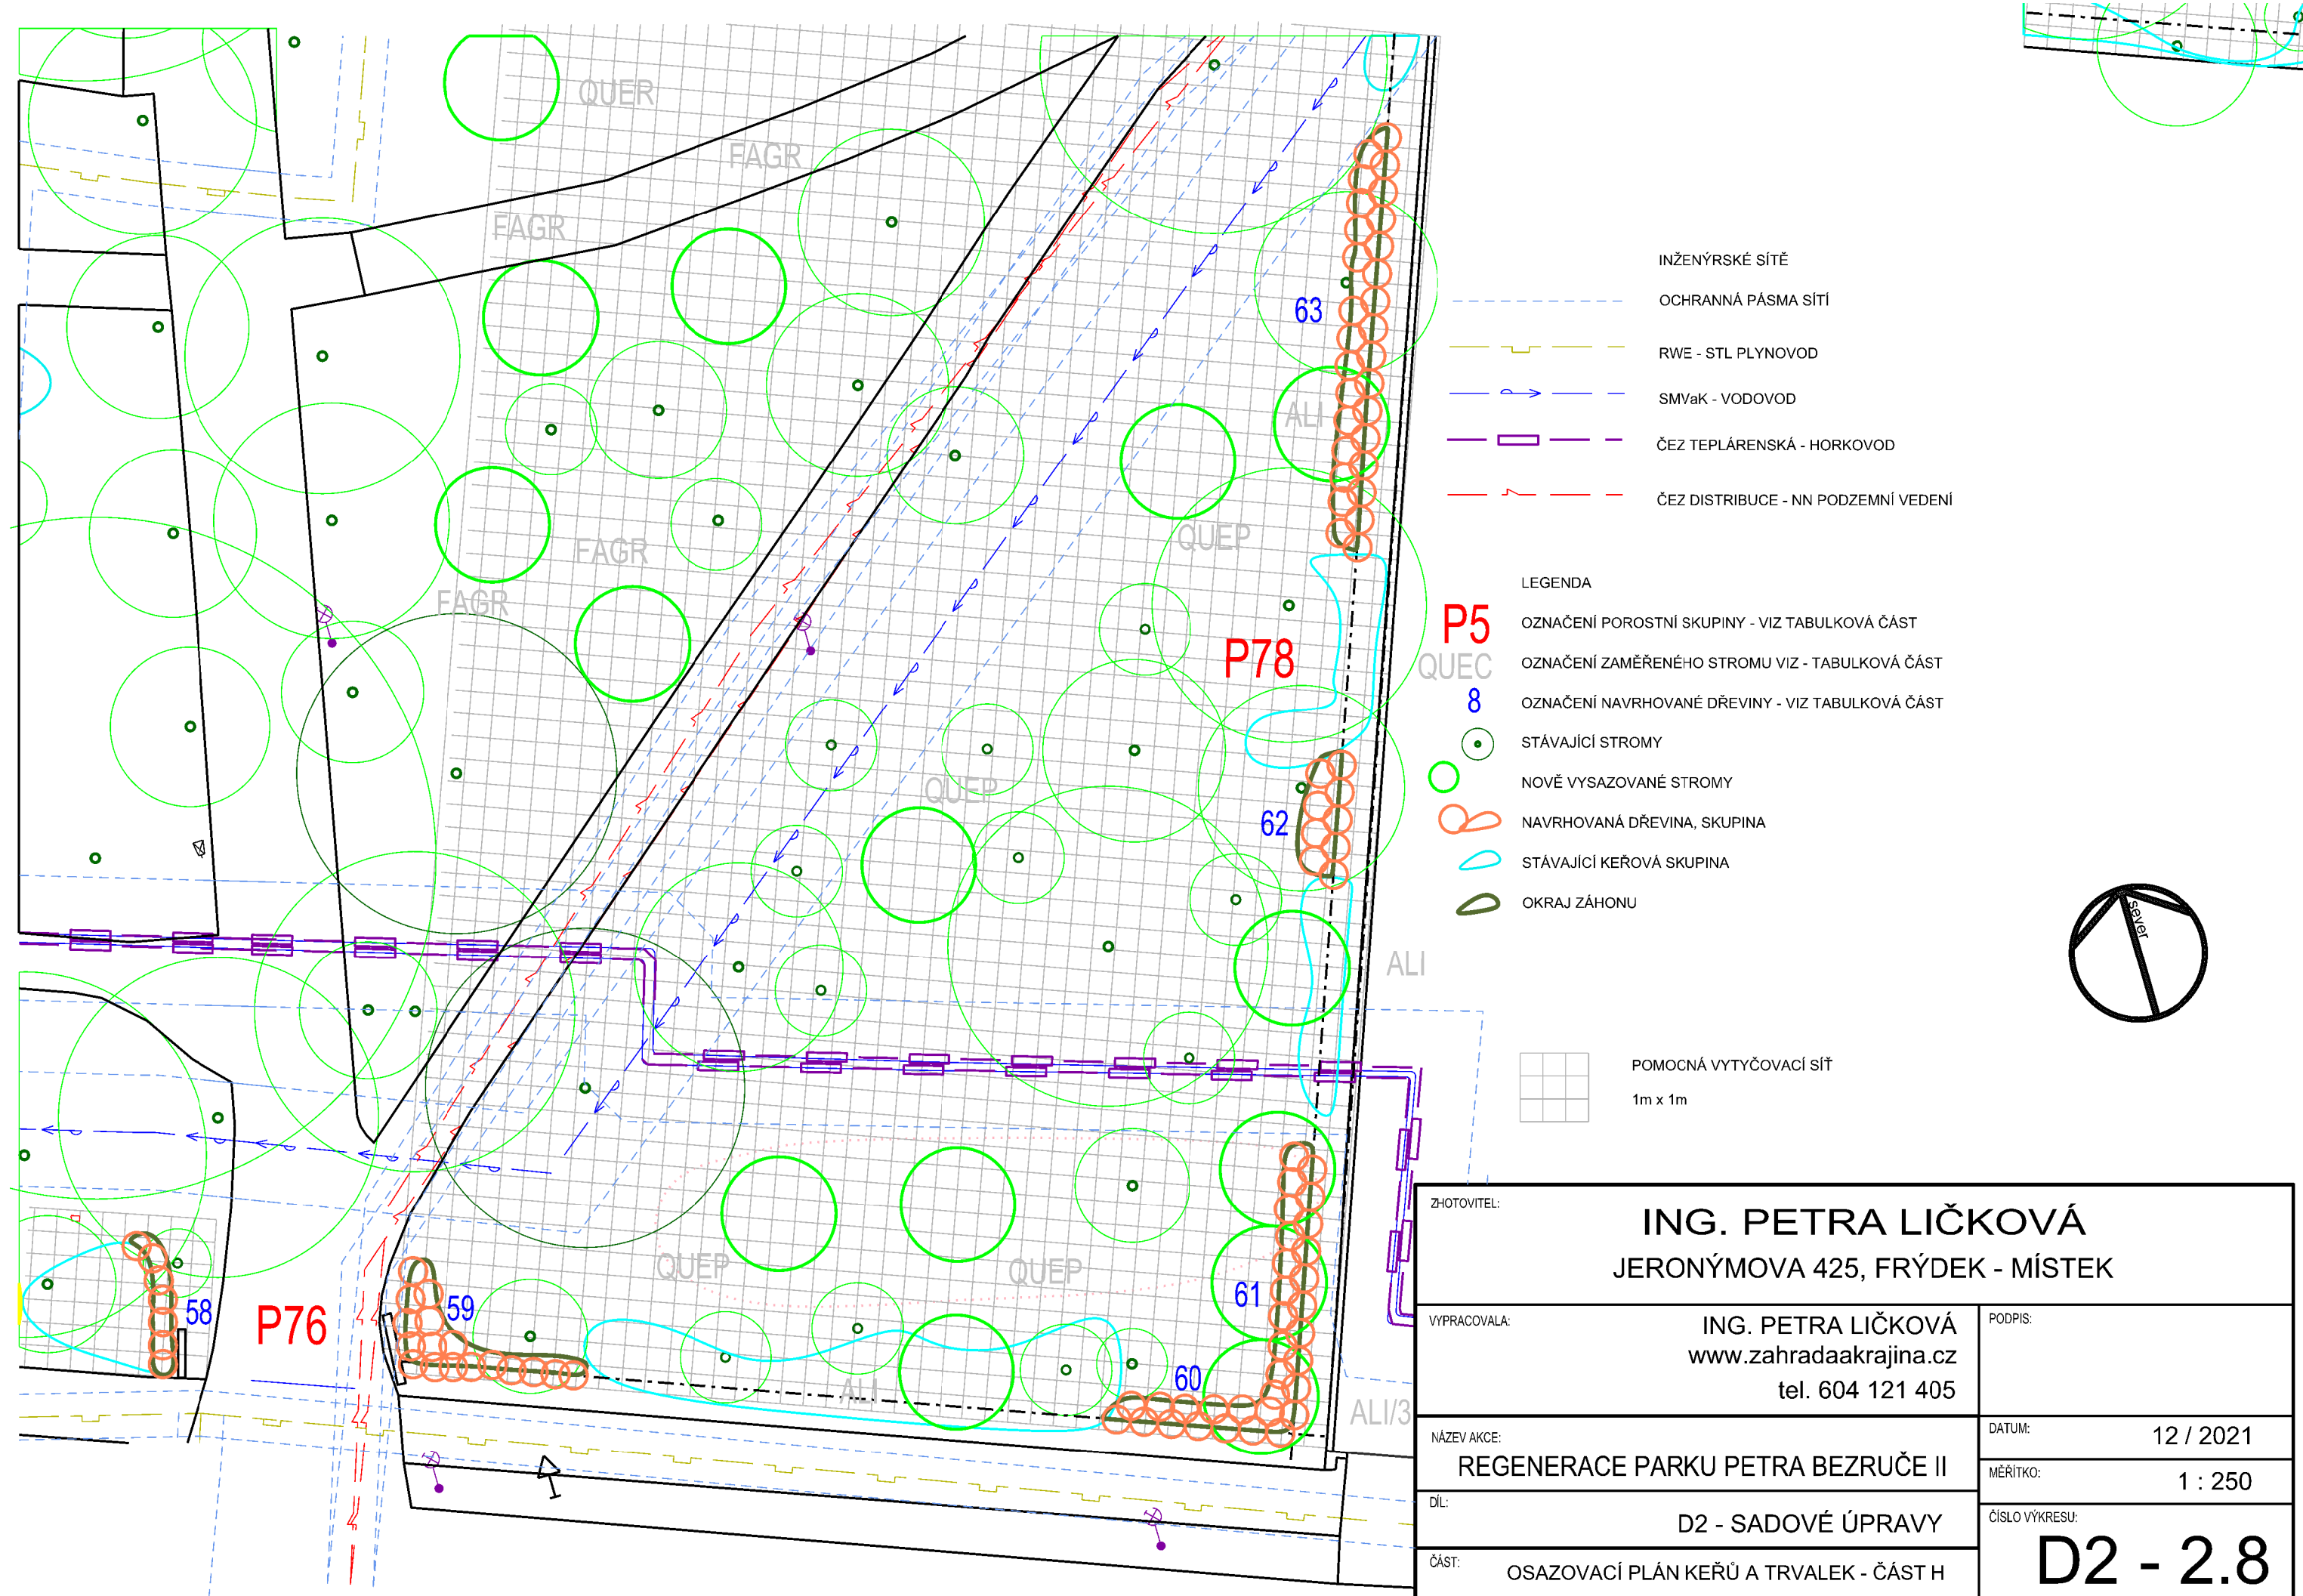 QUER
FAGR
FAGR
63
ALI
QUEP
FAGR
FAGR
P78
QUEP
62
ALI
QUEP
QUEP
61
59
58
P76
60
ALI
ALI/3
INŽENÝRSKÉ SÍTĚ
OCHRANNÁ PÁSMA SÍTÍ
RWE - STL PLYNOVOD
SMVaK - VODOVOD
ČEZ TEPLÁRENSKÁ - HORKOVOD
ČEZ DISTRIBUCE - NN PODZEMNÍ VEDENÍ
LEGENDA
P5 OZNAČENÍ POROSTNÍ SKUPINY - VIZ TABULKOVÁ ČÁST
QUEC OZNAČENÍ ZAMĚŘENÉHO STROMU VIZ - TABULKOVÁ ČÁST
8 OZNAČENÍ NAVRHOVANÉ DŘEVINY - VIZ TABULKOVÁ ČÁST
STÁVAJÍCÍ STROMY
NOVĚ VYSAZOVANÉ STROMY
NAVRHOVANÁ DŘEVINA, SKUPINA
STÁVAJÍCÍ KEŘOVÁ SKUPINA
OKRAJ ZÁHONU
sever
POMOCNÁ VYTYČOVACÍ SÍŤ
1m x 1m
ZHOTOVITEL:
ING. PETRA LIČKOVÁ
JERONÝMOVA 425, FRÝDEK - MÍSTEK
VYPRACOVALA:
ING. PETRA LIČKOVÁ
www.zahradaakrajina.cz
tel. 604 121 405
PODPIS:
NÁZEV AKCE:
REGENERACE PARKU PETRA BEZRUČE II
DATUM:
12 / 2021
MĚŘÍTKO:
1 : 250
DÍL:
D2 - SADOVÉ ÚPRAVY
ČÍSLO VÝKRESU:
D2 - 2.8
ČÁST:
OSAZOVACÍ PLÁN KEŘŮ A TRVALEK - ČÁST H